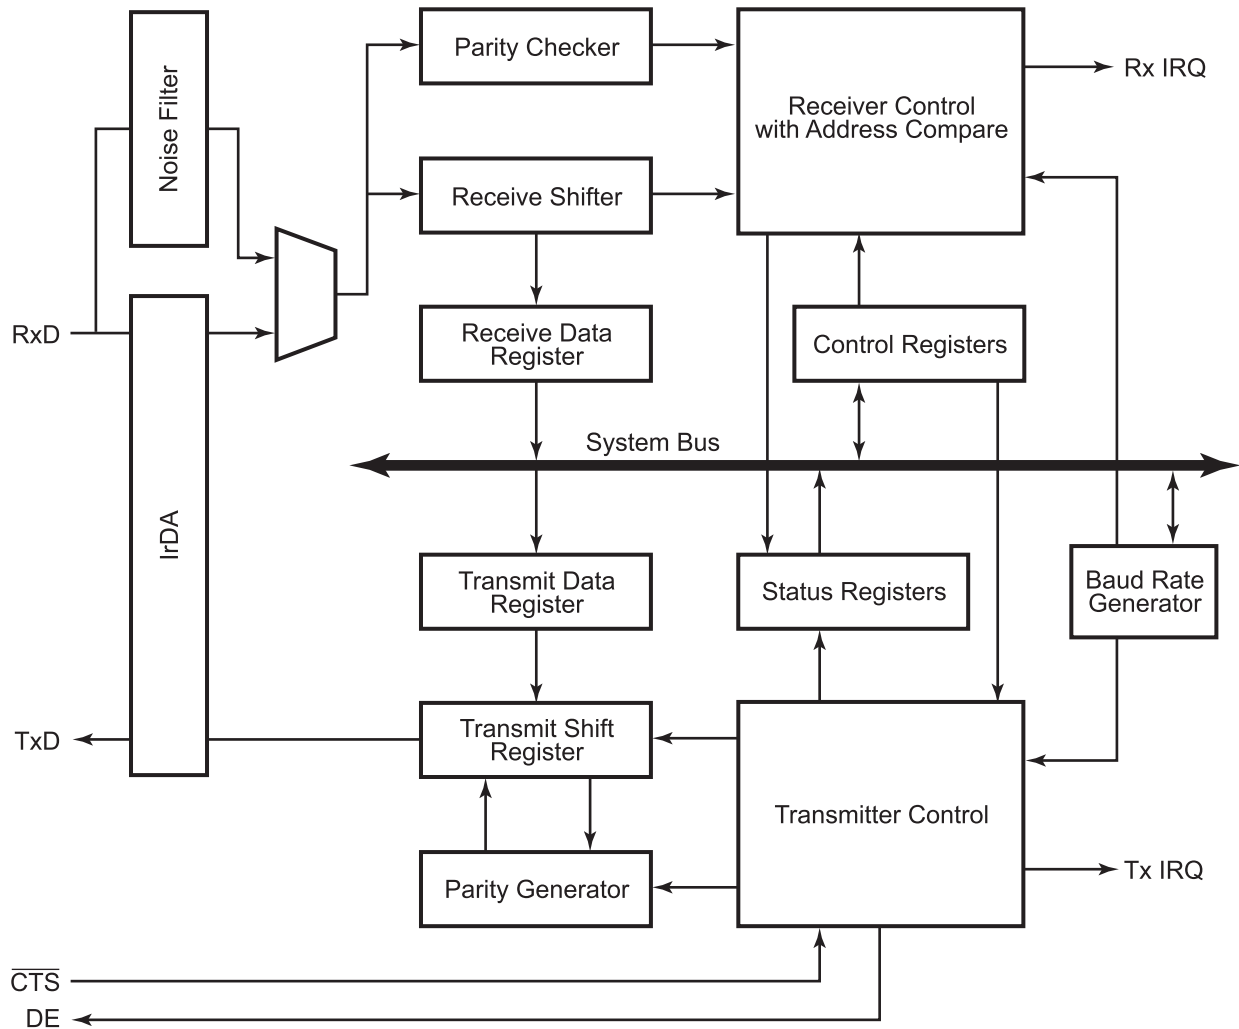 Noise Filter
Parity Checker
Receiver Control
with Address Compare
Rx IRQ
Receive Shifter
RxD
Receive Data
Register
Control Registers
System Bus
IrDA
Transmit Data
Register
Status Registers
Baud Rate
Generator
TxD
Transmit Shift
Register
Transmitter Control
Parity Generator
Tx IRQ
C̅T̅S̅
DE